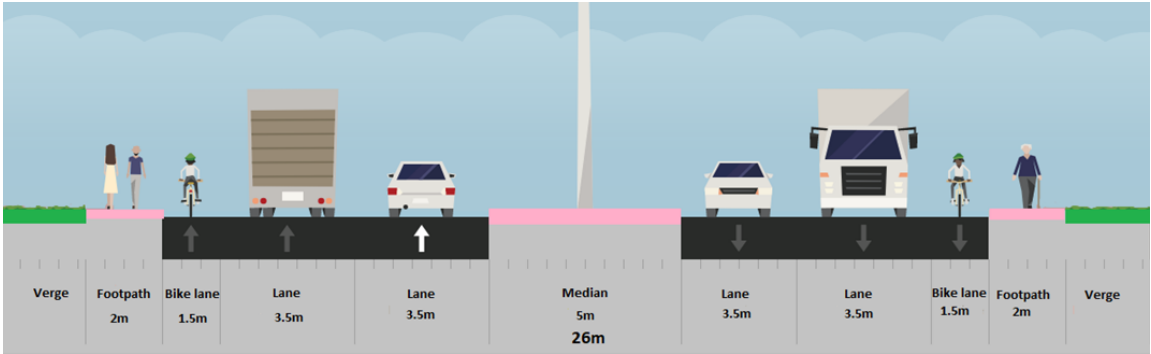 Verge
Footpath
2m
Bike lane
1.5m
Lane
3.5m
Lane
3.5m
Median
5m
26m
Lane
3.5m
Lane
3.5m
Bike lane
1.5m
Footpath
2m
Verge